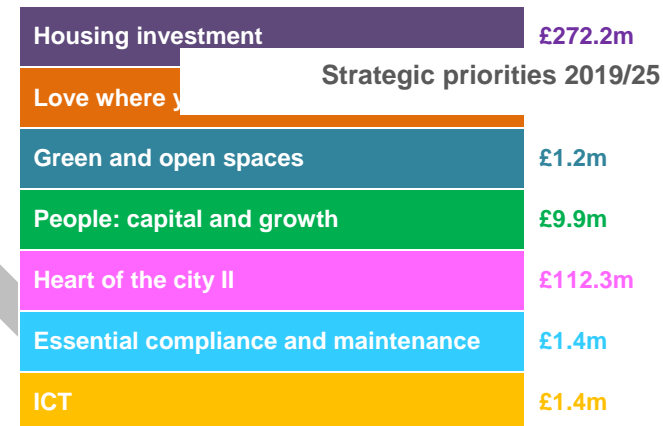 Housing investment £272.2m
Strategic priorities 2019/25
Love where
Green and open spaces £1.2m
People: capital and growth £9.9m
Heart of the city II £112.3m
Essential compliance and maintenance £1.4m
ICT £1.4m